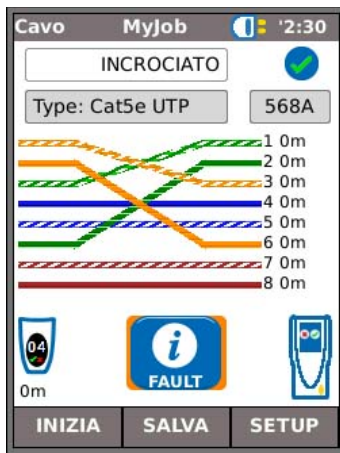 Cavo MyJob '2:30
INCROCIATO
Type: Cat5e UTP 568A
1 0m
2 0m
3 0m
4 0m
5 0m
6 0m
7 0m
8 0m
04
i
FAULT
0m
INIZIA SALVA SETUP